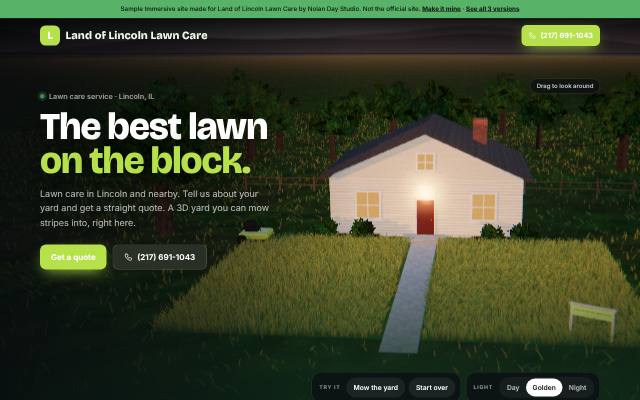 Sample Immersive site made for Land of Lincoln Lawn Care by Nolan Day Studio. Not the official site. Make it mine · See all 3 versions
L Land of Lincoln Lawn Care
(217) 691-1043
Drag to look around
Lawn care service · Lincoln, IL
The best lawn
on the block.
Lawn care in Lincoln and nearby. Tell us about your
yard and get a straight quote. A 3D yard you can mow
stripes into, right here.
Get a quote
(217) 691-1043
TRY IT Mow the yard Start over
LIGHT Day Golden Night